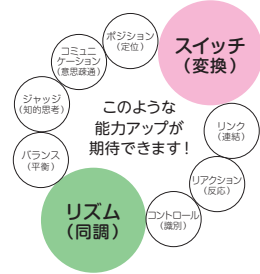 ポジション
（定位）
スイッチ
（変換）
コミュニ
ケーション
（意思疎通）
ジャッジ
（知的思考）
このような
能力アップが
期待できます！
リンク
（連結）
バランス
（平衡）
リアクション
（反応）
リズム
（同調）
コントロール
（識別）